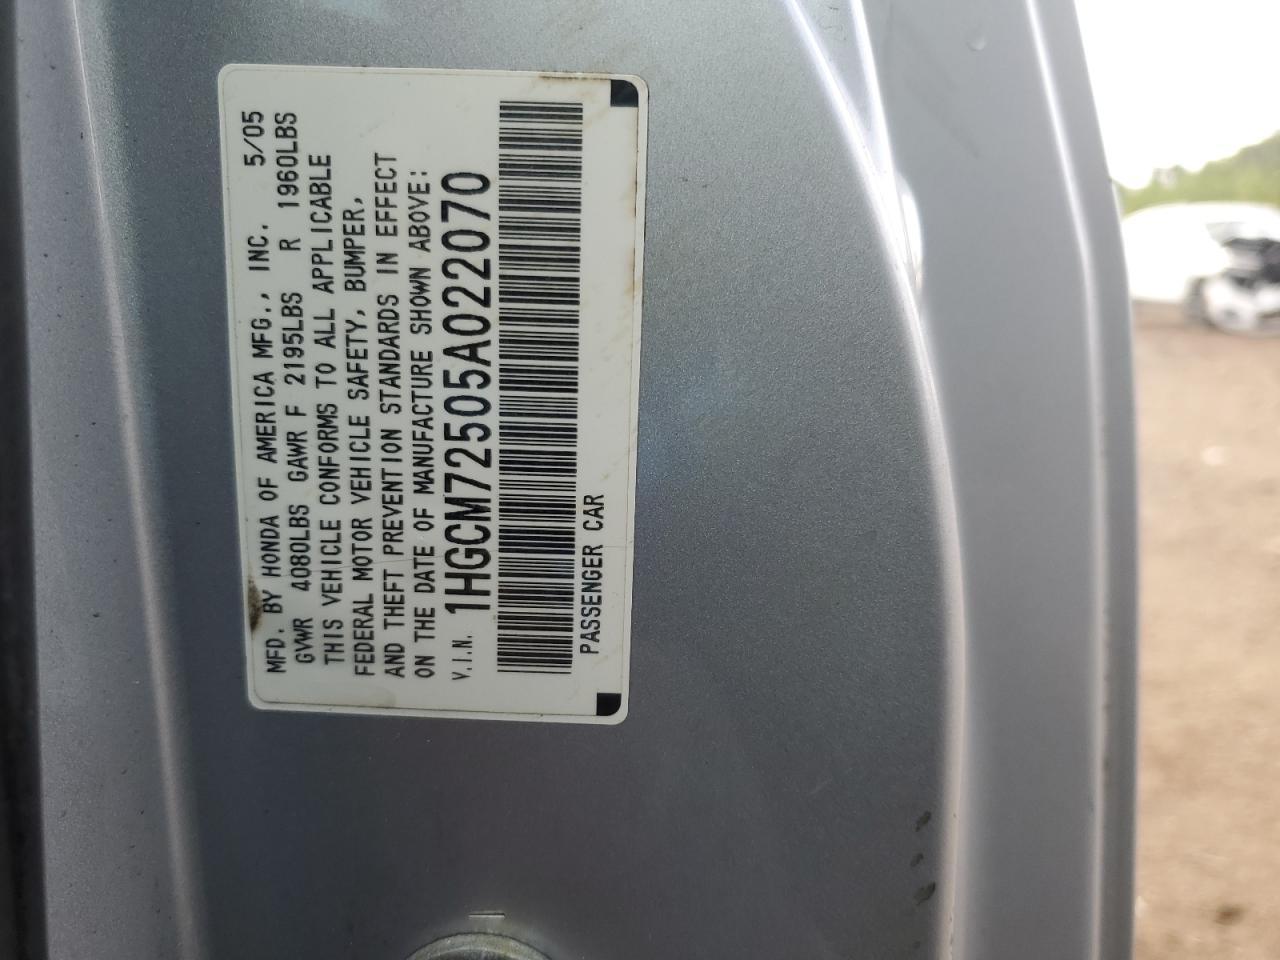 MFD. BY HONDA OF AMERICA MFG., INC. 5/05
GVWR 4080LBS GAWR F 2195LBS R 1960LBS
THIS VEHICLE CONFORMS TO ALL APPLICABLE
FEDERAL MOTOR VEHICLE SAFETY, BUMPER,
AND THEFT PREVENTION STANDARDS IN EFFECT
ON THE DATE OF MANUFACTURE SHOWN ABOVE:
V.I.N. 1HGCM72505A022070
PASSENGER CAR